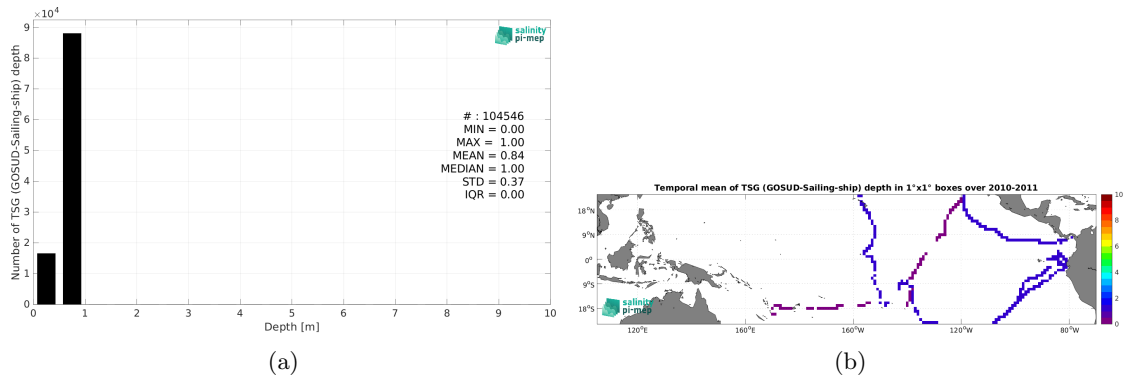 ×10⁴
9
8
7
6
5
4
3
2
1
0
Number of TSG (GOSUD-Sailing-ship) depth
salinity
pi-mep
# : 104546
MIN = 0.00
MAX = 1.00
MEAN = 0.84
MEDIAN = 1.00
STD = 0.37
IQR = 0.00
0 1 2 3 4 5 6 7 8 9 10
Depth [m]
(a)
Temporal mean of TSG (GOSUD-Sailing-ship) depth in 1°x1° boxes over 2010-2011
18°N
9°N
0°
9°S
18°S
salinity
pi-mep
120°E 160°E 160°W 120°W 80°W
10
8
6
4
2
0
(b)